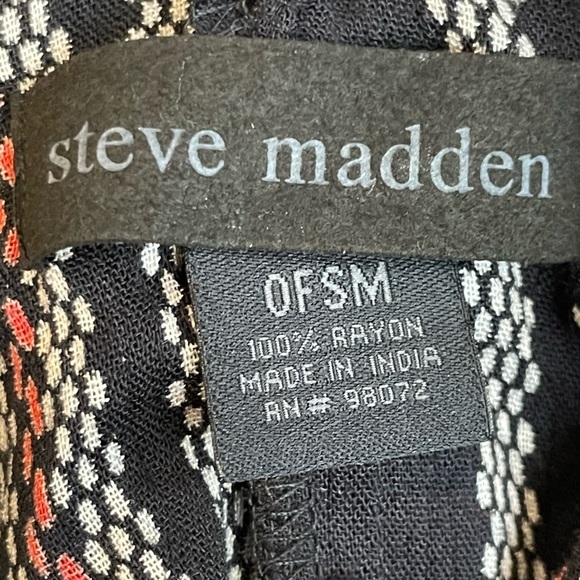 steve madden
OFSM
100% RAYON
MADE IN INDIA
RN# 98072